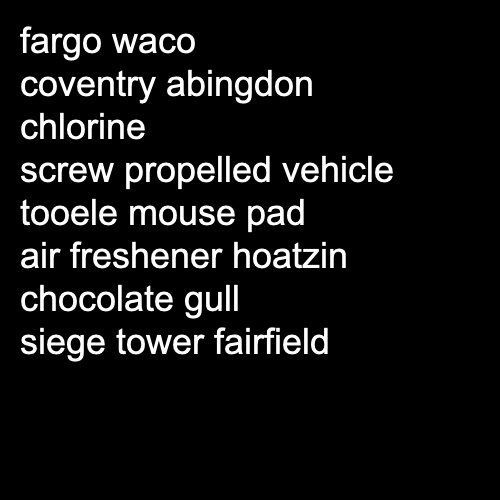 fargo waco
coventry abingdon
chlorine
screw propelled vehicle
tooele mouse pad
air freshener hoatzin
chocolate gull
siege tower fairfield